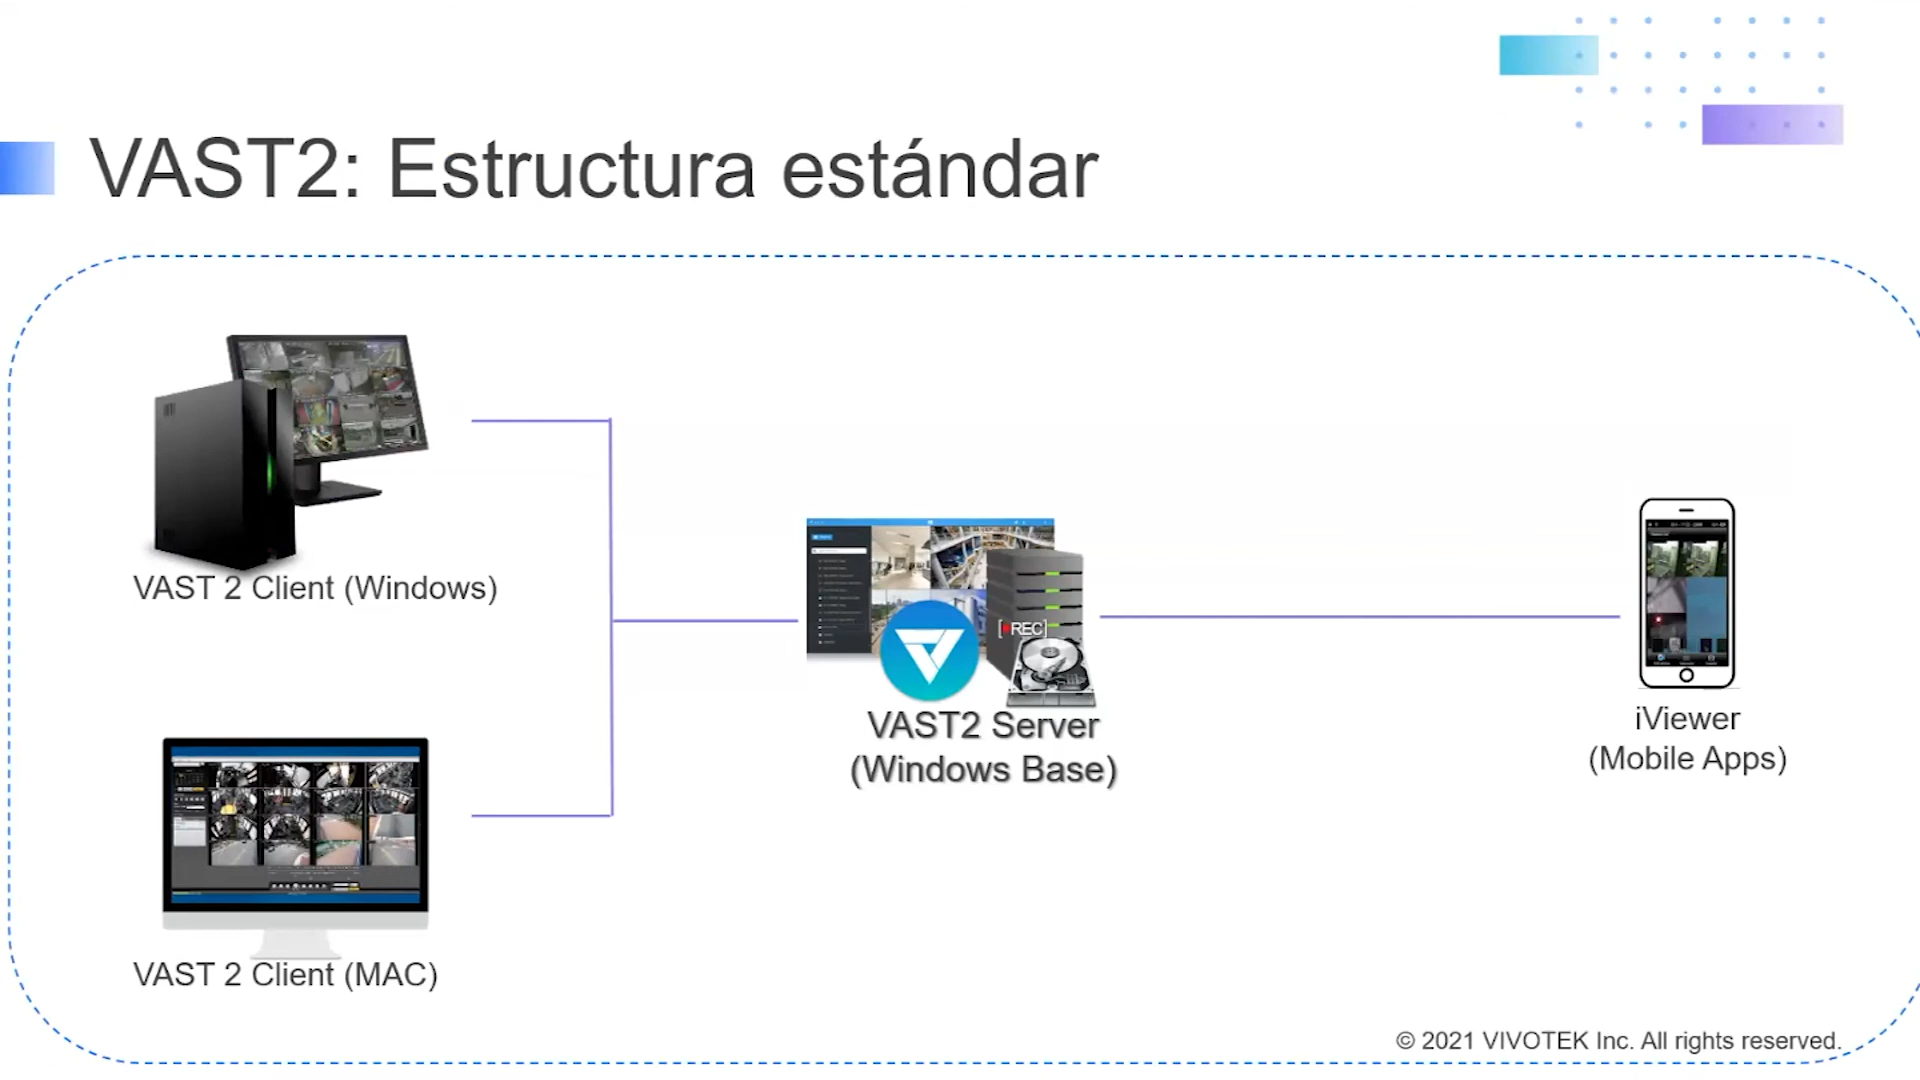 VAST2: Estructura estándar
VAST 2 Client (Windows)
[•REC]
VAST2 Server
(Windows Base)
iViewer
(Mobile Apps)
VAST 2 Client (MAC)
© 2021 VIVOTEK Inc. All rights reserved.